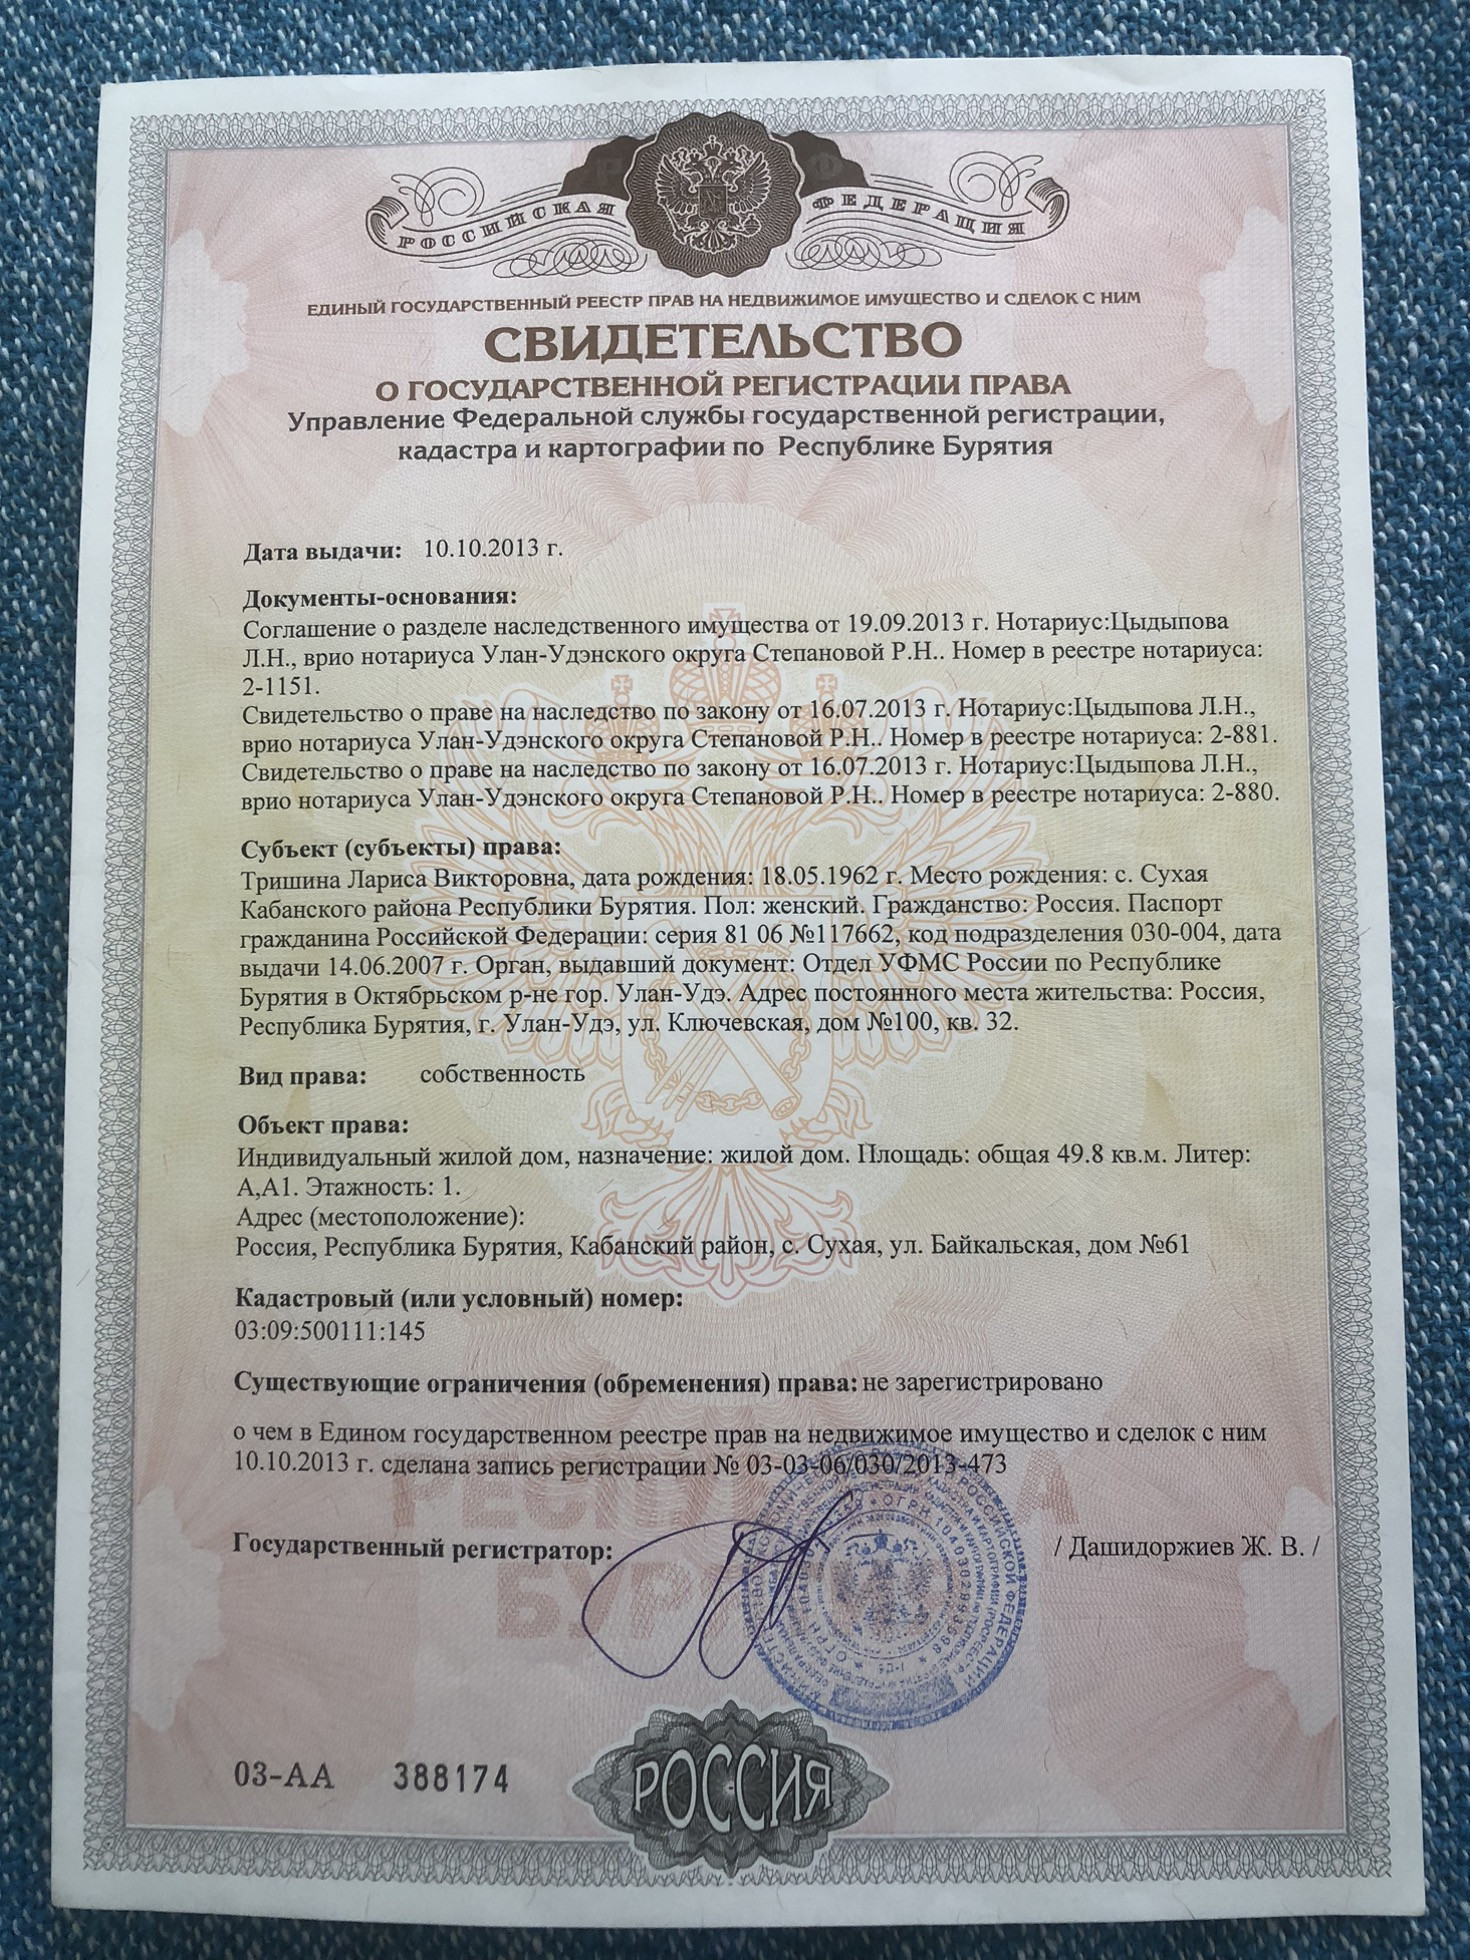 РОССИЙСКАЯ ФЕДЕРАЦИЯ
ЕДИНЫЙ ГОСУДАРСТВЕННЫЙ РЕЕСТР ПРАВ НА НЕДВИЖИМОЕ ИМУЩЕСТВО И СДЕЛОК С НИМ
СВИДЕТЕЛЬСТВО
О ГОСУДАРСТВЕННОЙ РЕГИСТРАЦИИ ПРАВА
Управление Федеральной службы государственной регистрации,
кадастра и картографии по Республике Бурятия
Дата выдачи: 10.10.2013 г.
Документы-основания:
Соглашение о разделе наследственного имущества от 19.09.2013 г. Нотариус:Цыдыпова
Л.Н., врио нотариуса Улан-Удэнского округа Степановой Р.Н.. Номер в реестре нотариуса:
2-1151.
Свидетельство о праве на наследство по закону от 16.07.2013 г. Нотариус:Цыдыпова Л.Н.,
врио нотариуса Улан-Удэнского округа Степановой Р.Н.. Номер в реестре нотариуса: 2-881.
Свидетельство о праве на наследство по закону от 16.07.2013 г. Нотариус:Цыдыпова Л.Н.,
врио нотариуса Улан-Удэнского округа Степановой Р.Н.. Номер в реестре нотариуса: 2-880.
Субъект (субъекты) права:
Тришина Лариса Викторовна, дата рождения: 18.05.1962 г. Место рождения: с. Сухая
Кабанского района Республики Бурятия. Пол: женский. Гражданство: Россия. Паспорт
гражданина Российской Федерации: серия 81 06 №117662, код подразделения 030-004, дата
выдачи 14.06.2007 г. Орган, выдавший документ: Отдел УФМС России по Республике
Бурятия в Октябрьском р-не гор. Улан-Удэ. Адрес постоянного места жительства: Россия,
Республика Бурятия, г. Улан-Удэ, ул. Ключевская, дом №100, кв. 32.
Вид права: собственность
Объект права:
Индивидуальный жилой дом, назначение: жилой дом. Площадь: общая 49.8 кв.м. Литер:
А,А1. Этажность: 1.
Адрес (местоположение):
Россия, Республика Бурятия, Кабанский район, с. Сухая, ул. Байкальская, дом №61
Кадастровый (или условный) номер:
03:09:500111:145
Существующие ограничения (обременения) права: не зарегистрировано
о чем в Едином государственном реестре прав на недвижимое имущество и сделок с ним
10.10.2013 г. сделана запись регистрации № 03-03-06/030/2013-473
Государственный регистратор: / Дашидоржиев Ж. В. /
03-АА 388174
РОССИЯ